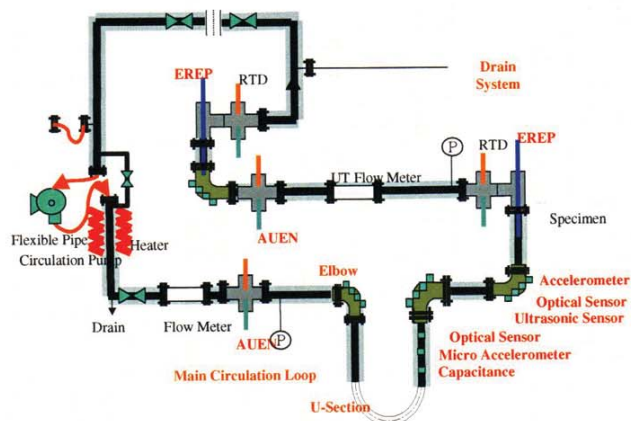 EREP
RTD
Drain
System
P
RTD
EREP
UT Flow Meter
Specimen
AUEN
Flexible Pipe
Heater
Circulation Pump
Elbow
Accelerometer
Optical Sensor
Ultrasonic Sensor
Drain
Flow Meter
AUEN
P
Optical Sensor
Micro Accelerometer
Capacitance
Main Circulation Loop
U-Section